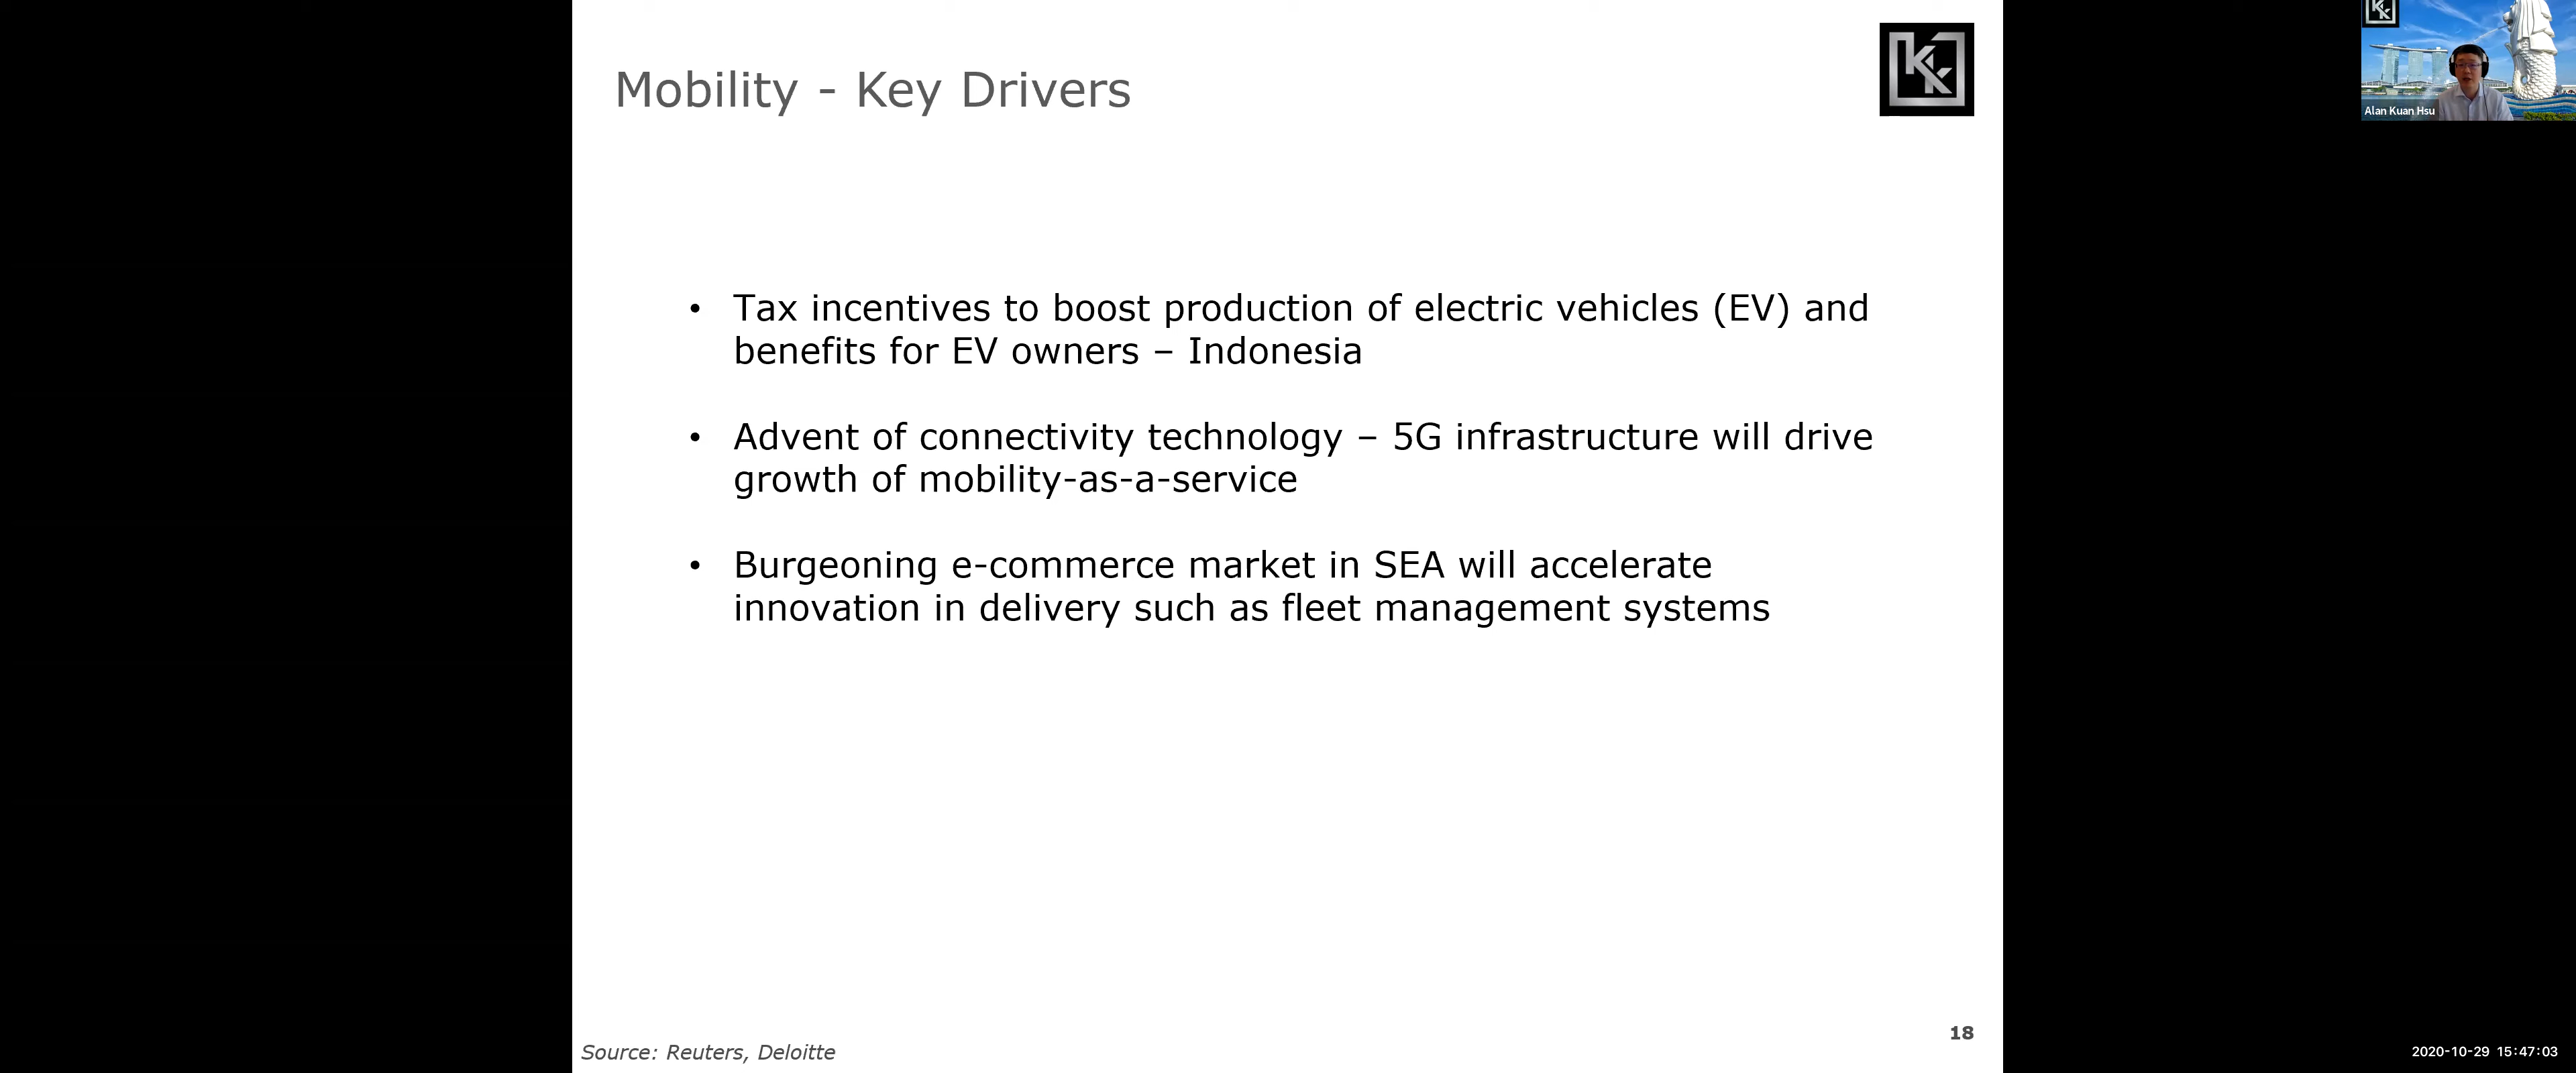 Mobility - Key Drivers
KK
• Tax incentives to boost production of electric vehicles (EV) and
benefits for EV owners – Indonesia
• Advent of connectivity technology – 5G infrastructure will drive
growth of mobility-as-a-service
• Burgeoning e-commerce market in SEA will accelerate
innovation in delivery such as fleet management systems
Source: Reuters, Deloitte
18
KK
Alan Kuan Hsu
2020-10-29 15:47:03